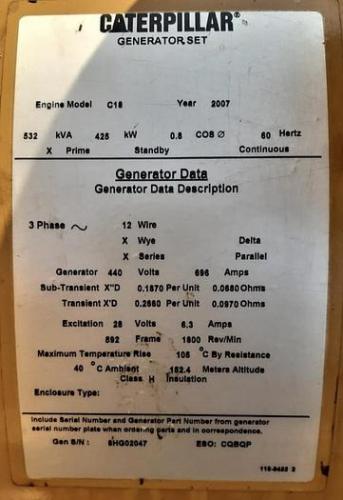 CATERPILLAR®
GENERATOR SET
Engine Model C18 Year 2007
532 kVA 425 kW 0.8 COS Ø 60 Hertz
X Prime Standby Continuous
Generator Data
Generator Data Description
3 Phase ~ 12 Wire
X Wye Delta
X Series Parallel
Generator 440 Volts 696 Amps
Sub-Transient X"D 0.1870 Per Unit 0.0680 Ohms
Transient X'D 0.2660 Per Unit 0.0970 Ohms
Excitation 28 Volts 6.3 Amps
592 Frame 1800 Rev/Min
Maximum Temperature Rise 105 °C By Resistance
40 °C Ambient 152.4 Meters Altitude
Class H Insulation
Enclosure Type:
Include Serial Number and Generator Part Number from generator
serial number plate when ordering parts and in correspondence.
Gen S/N : 8HG02047 ESO: CQBQP